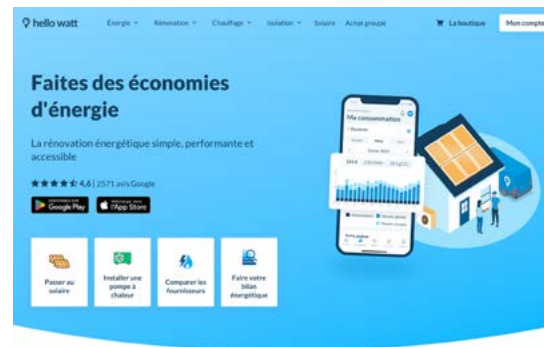 hello watt
Énergie
Rénovation
Chauffage
Isolation
Solaire
Achat groupé
La boutique
Mon compte
Faites des économies
d'énergie
La rénovation énergétique simple, performante et
accessible
4,6 | 2571 avis Google
Google Play
l'App Store
Passer au
solaire
Installer une
pompe à
chaleur
Comparer les
fournisseurs
Faire votre
bilan
énergétique
Ma consommation